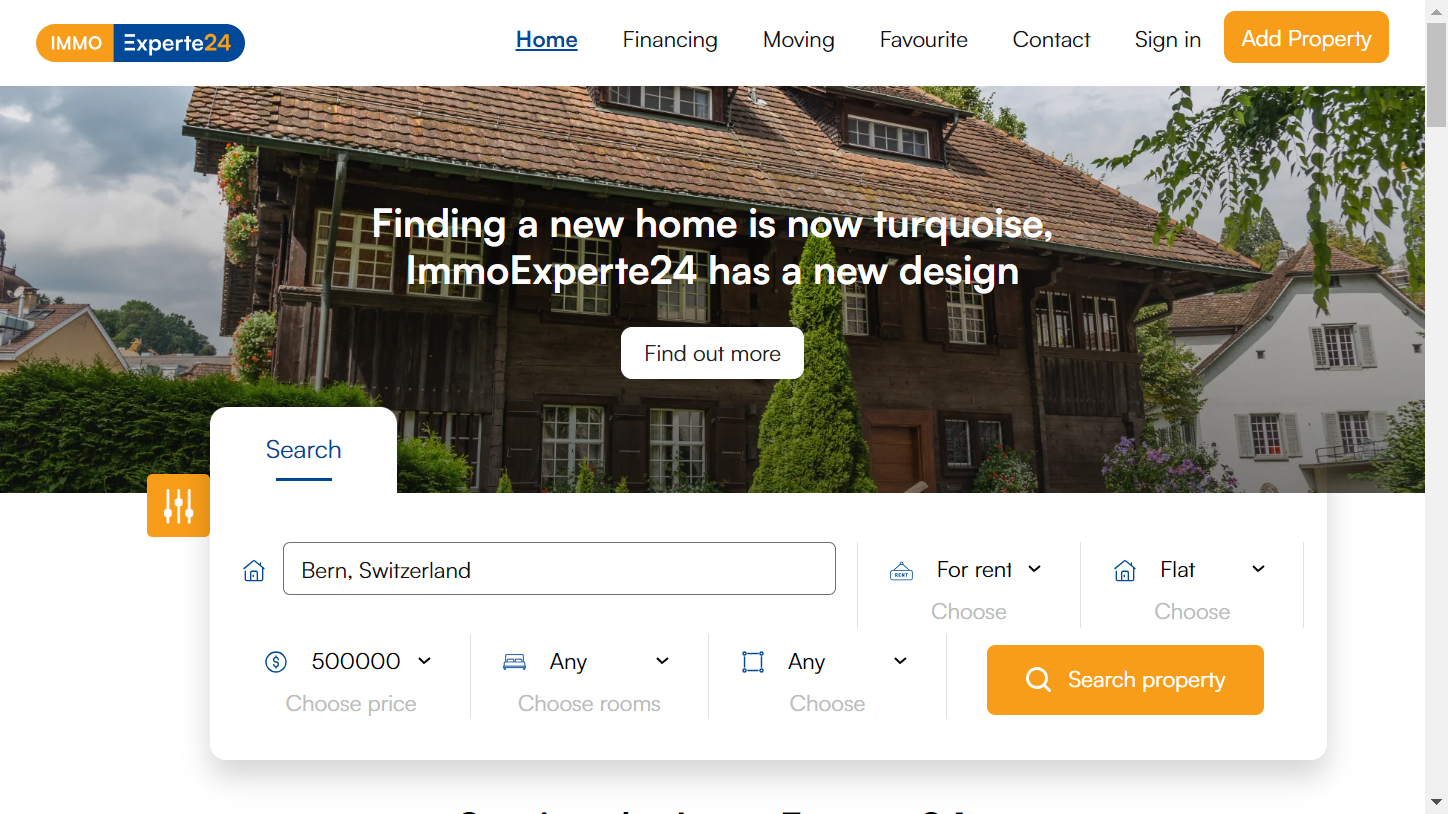 IMMO Experte24
Home Financing Moving Favourite Contact Sign in Add Property
Finding a new home is now turquoise,
ImmoExperte24 has a new design
Find out more
Search
Bern, Switzerland
RENT
For rent
Flat
Choose
Choose
500000
Any
Any
Search property
Choose price
Choose rooms
Choose